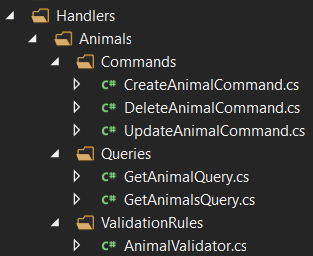 Handlers
Animals
Commands
C# CreateAnimalCommand.cs
C# DeleteAnimalCommand.cs
C# UpdateAnimalCommand.cs
Queries
C# GetAnimalQuery.cs
C# GetAnimalsQuery.cs
ValidationRules
C# AnimalValidator.cs